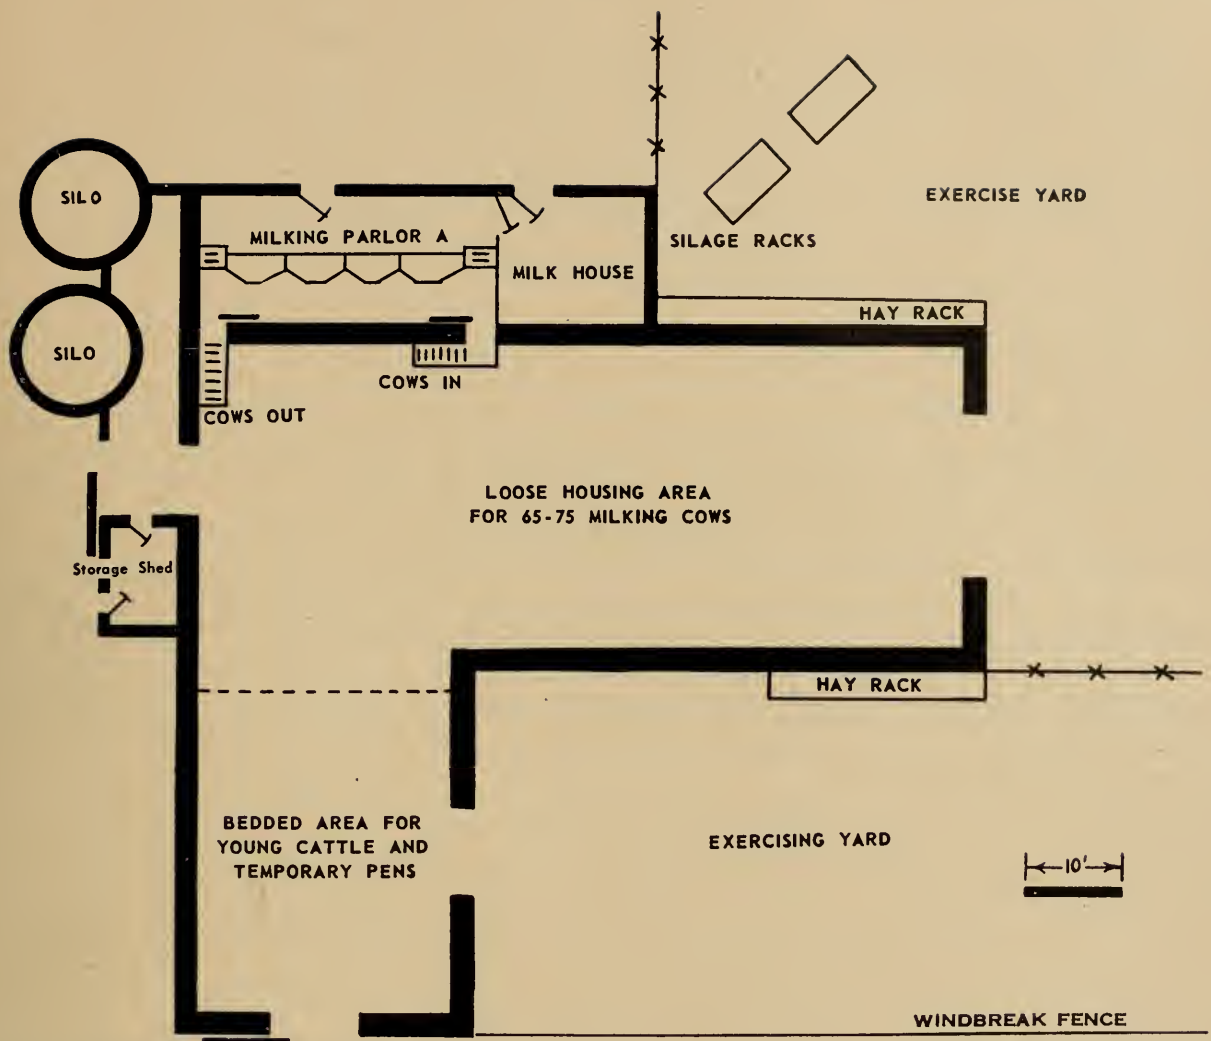 SILO
EXERCISE YARD
MILKING PARLOR A
SILAGE RACKS
MILK HOUSE
HAY RACK
SILO
COWS IN
COWS OUT
LOOSE HOUSING AREA
FOR 65-75 MILKING COWS
Storage Shed
HAY RACK
BEDDED AREA FOR
YOUNG CATTLE AND
TEMPORARY PENS
EXERCISING YARD
10'
WINDBREAK FENCE